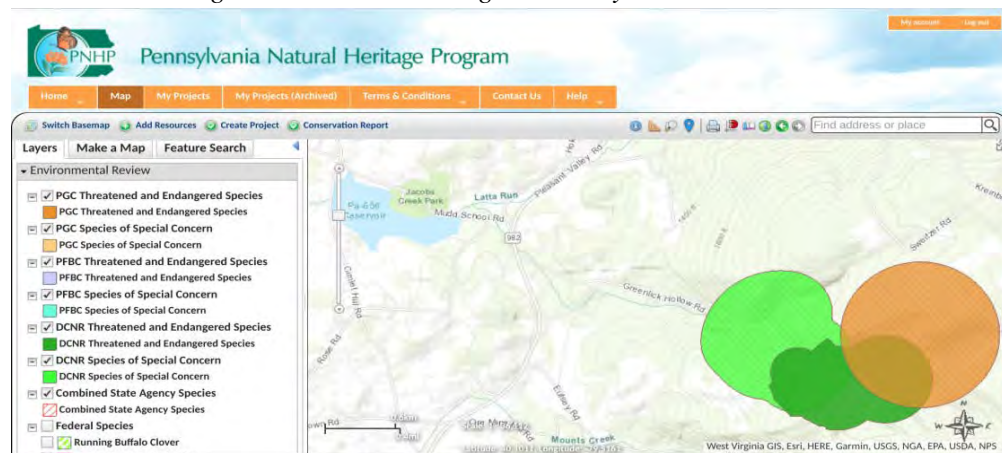 My account Log out
PNHP
Pennsylvania Natural Heritage Program
Home Map My Projects My Projects (Archived) Terms & Conditions Contact Us Help
Switch Basemap Add Resources Create Project Conservation Report
Find address or place
Layers Make a Map Feature Search
Environmental Review
PGC Threatened and Endangered Species
PGC Threatened and Endangered Species
PGC Species of Special Concern
PGC Species of Special Concern
PFBC Threatened and Endangered Species
PFBC Threatened and Endangered Species
PFBC Species of Special Concern
PFBC Species of Special Concern
DCNR Threatened and Endangered Species
DCNR Threatened and Endangered Species
DCNR Species of Special Concern
DCNR Species of Special Concern
Combined State Agency Species
Combined State Agency Species
Federal Species
Running Buffalo Clover
Jacobs
Creek Park
Latta Run
Pleasant Valley Rd
Mudd School Rd
982
Greenlick Hollow Rd
Sweitzer Rd
Rose Rd
Mounts Creek
W E
West Virginia GIS, Esri, HERE, Garmin, USGS, NGA, EPA, USDA, NPS